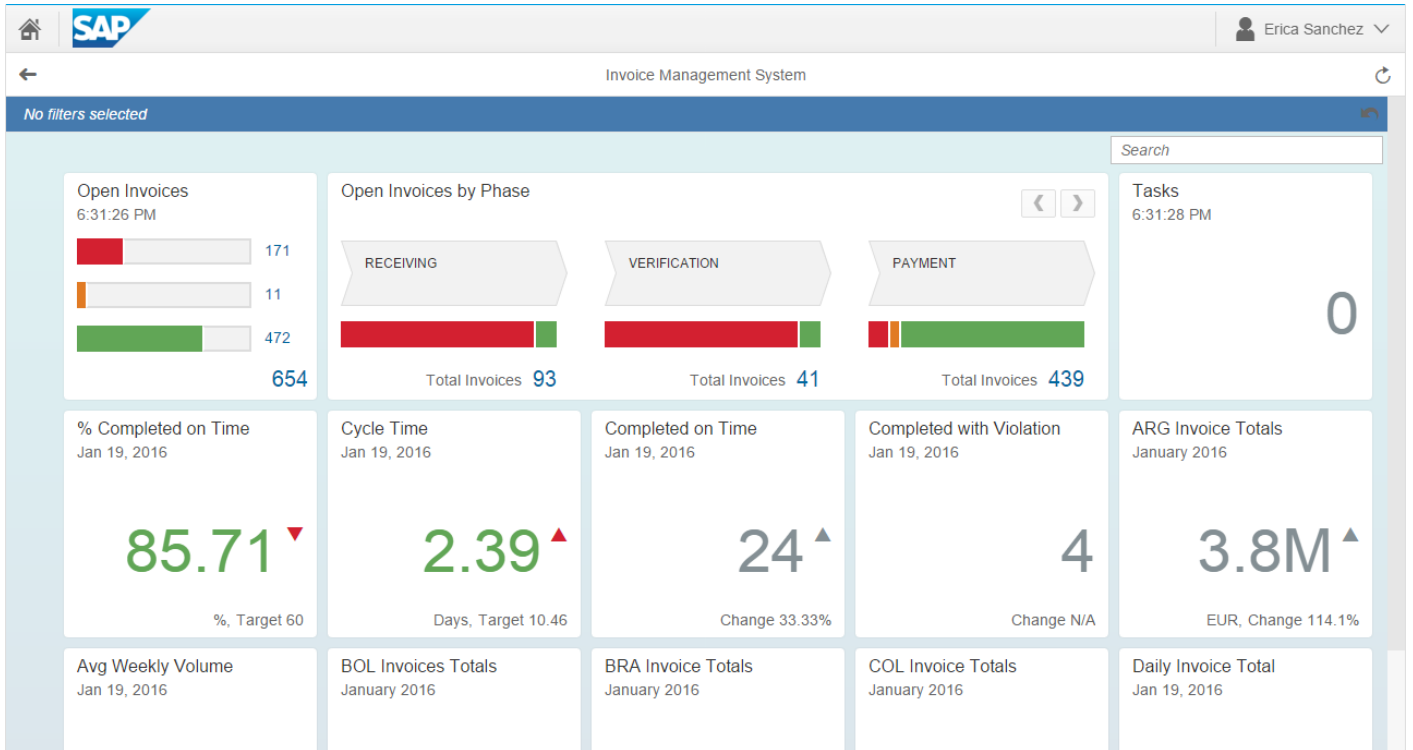 SAP
Erica Sanchez
Invoice Management System
No filters selected
Search
Open Invoices
6:31:26 PM
171
11
472
654
Open Invoices by Phase
RECEIVING
VERIFICATION
PAYMENT
Total Invoices 93
Total Invoices 41
Total Invoices 439
Tasks
6:31:28 PM
0
% Completed on Time
Jan 19, 2016
85.71
%, Target 60
Cycle Time
Jan 19, 2016
2.39
Days, Target 10.46
Completed on Time
Jan 19, 2016
24
Change 33.33%
Completed with Violation
Jan 19, 2016
4
Change N/A
ARG Invoice Totals
January 2016
3.8M
EUR, Change 114.1%
Avg Weekly Volume
Jan 19, 2016
BOL Invoices Totals
January 2016
BRA Invoice Totals
January 2016
COL Invoice Totals
January 2016
Daily Invoice Total
Jan 19, 2016